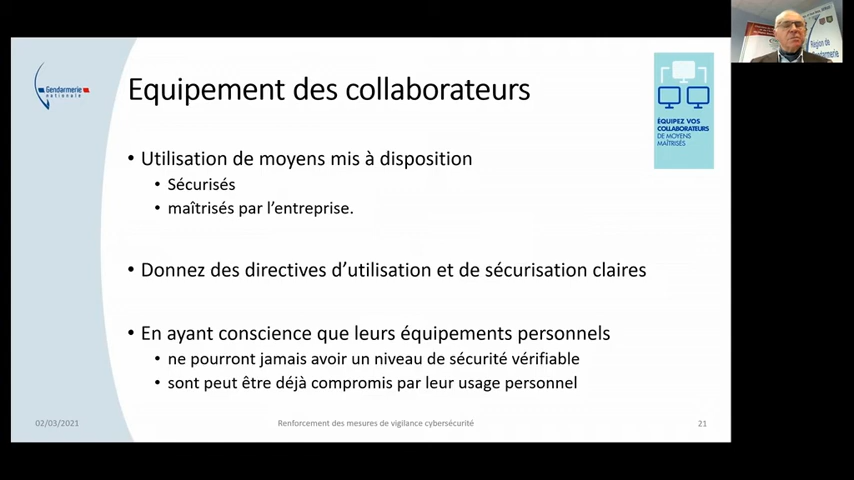 Gendarmerie
nationale
Equipement des collaborateurs
ÉQUIPEZ VOS
COLLABORATEURS
DE MOYENS
MAÎTRISÉS
• Utilisation de moyens mis à disposition
• Sécurisés
• maîtrisés par l’entreprise.
• Donnez des directives d’utilisation et de sécurisation claires
• En ayant conscience que leurs équipements personnels
• ne pourront jamais avoir un niveau de sécurité vérifiable
• sont peut être déjà compromis par leur usage personnel
02/03/2021
Renforcement des mesures de vigilance cybersécurité
21
Région de
Gendarmerie